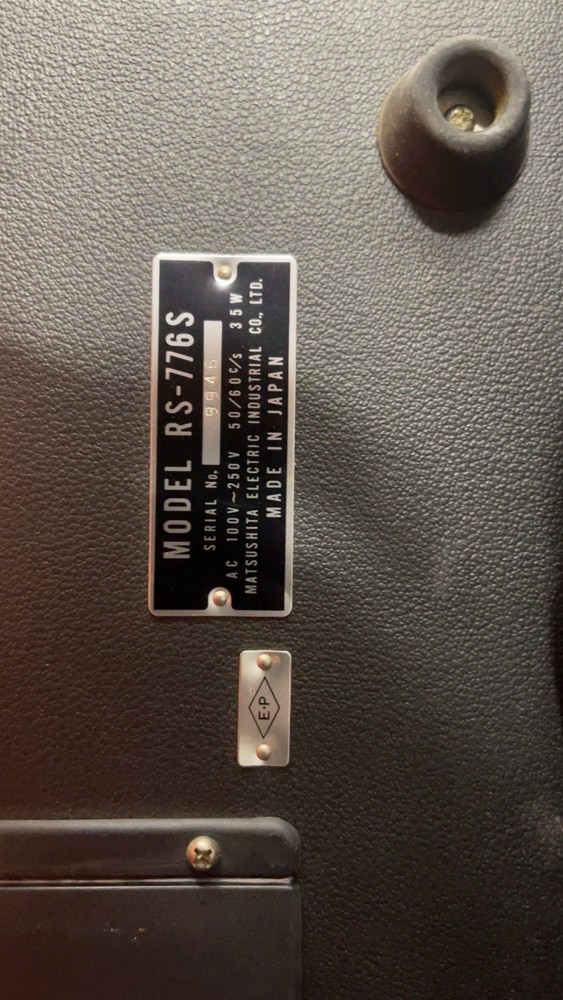 MODEL RS-776S
SERIAL No. 9946
AC 100V~250V 50/60 c/s 35W
MATSUSHITA ELECTRIC INDUSTRIAL CO., LTD.
MADE IN JAPAN
E·P